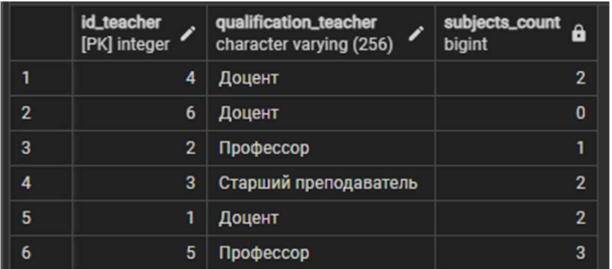 id_teacher qualification_teacher subjects_count
[PK] integer character varying (256) bigint
1 4 Доцент 2
2 6 Доцент 0
3 2 Профессор 1
4 3 Старший преподаватель 2
5 1 Доцент 2
6 5 Профессор 3